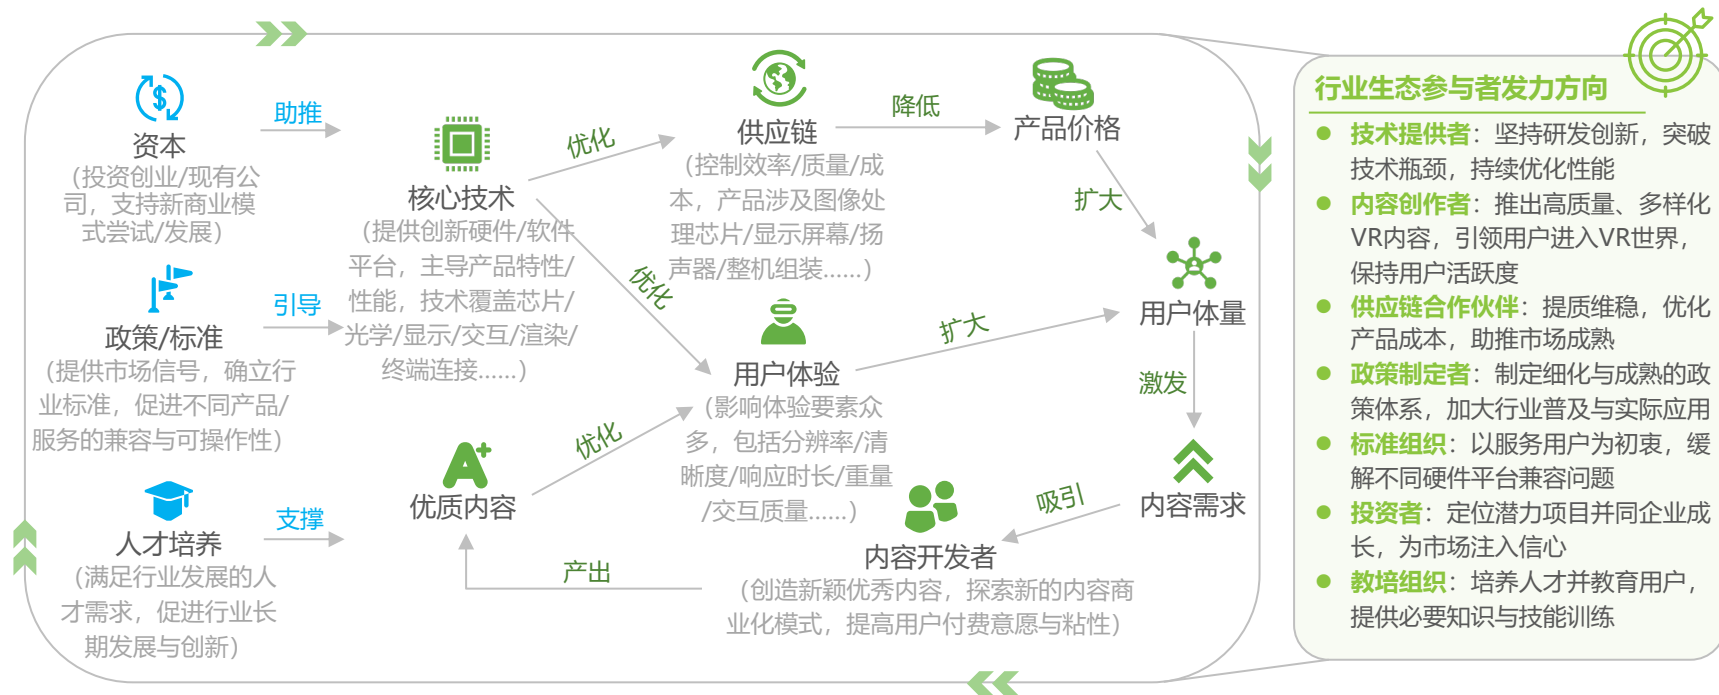 助推
资本
（投资创业/现有公
司，支持新商业模
式尝试/发展）
引导
政策/标准
（提供市场信号，确立行
业标准，促进不同产品/
服务的兼容与可操作性）
支撑
人才培养
（满足行业发展的人
才需求，促进行业长
期发展与创新）
核心技术
（提供创新硬件/软件
平台，主导产品特性/
性能，技术覆盖芯片/
光学/显示/交互/渲染/
终端连接......）
优化
优化
优质内容
优化
产出
供应链
（控制效率/质量/成
本，产品涉及图像处
理芯片/显示屏幕/扬
声器/整机组装......）
降低
产品价格
扩大
用户体验
（影响体验要素众
多，包括分辨率/清
晰度/响应时长/重量
/交互质量......）
扩大
用户体量
激发
内容需求
吸引
内容开发者
（创造新颖优秀内容，探索新的内容商
业化模式，提高用户付费意愿与粘性）
行业生态参与者发力方向
技术提供者：坚持研发创新，突破
技术瓶颈，持续优化性能
内容创作者：推出高质量、多样化
VR内容，引领用户进入VR世界，
保持用户活跃度
供应链合作伙伴：提质维稳，优化
产品成本，助推市场成熟
政策制定者：制定细化与成熟的政
策体系，加大行业普及与实际应用
标准组织：以服务用户为初衷，缓
解不同硬件平台兼容问题
投资者：定位潜力项目并同企业成
长，为市场注入信心
教培组织：培养人才并教育用户，
提供必要知识与技能训练